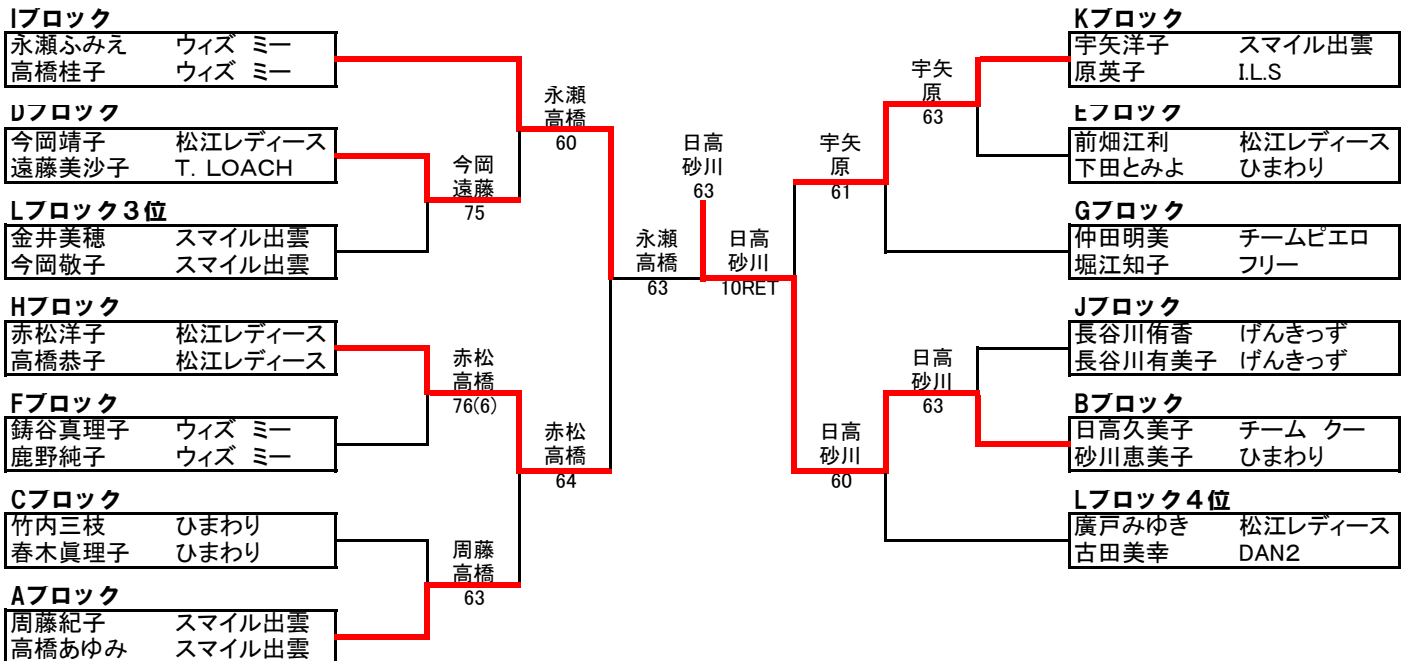 Iブロック
永瀬ふみえ ウィズ ミー
高橋桂子 ウィズ ミー
Dブロック
今岡靖子 松江レディース
遠藤美沙子 T. LOACH
Lブロック３位
金井美穂 スマイル出雲
今岡敬子 スマイル出雲
Hブロック
赤松洋子 松江レディース
高橋恭子 松江レディース
Fブロック
鋳谷真理子 ウィズ ミー
鹿野純子 ウィズ ミー
Cブロック
竹内三枝 ひまわり
春木眞理子 ひまわり
Aブロック
周藤紀子 スマイル出雲
高橋あゆみ スマイル出雲
今岡
遠藤
75
赤松
高橋
76(6)
周藤
高橋
63
永瀬
高橋
60
赤松
高橋
64
永瀬
高橋
63
日高
砂川
63
日高
砂川
10RET
宇矢
原
61
日高
砂川
60
宇矢
原
63
日高
砂川
63
Kブロック
宇矢洋子 スマイル出雲
原英子 I.L.S
Eブロック
前畑江利 松江レディース
下田とみよ ひまわり
Gブロック
仲田明美 チームピエロ
堀江知子 フリー
Jブロック
長谷川侑香 げんきっず
長谷川有美子 げんきっず
Bブロック
日高久美子 チーム クー
砂川恵美子 ひまわり
Lブロック４位
廣戸みゆき 松江レディース
古田美幸 DAN2